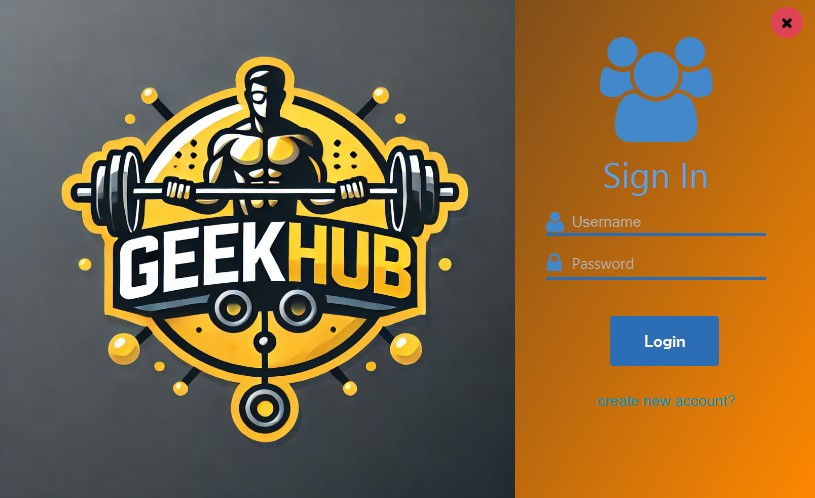 GEEKHUB
Sign In
Username
Password
Login
create new account?